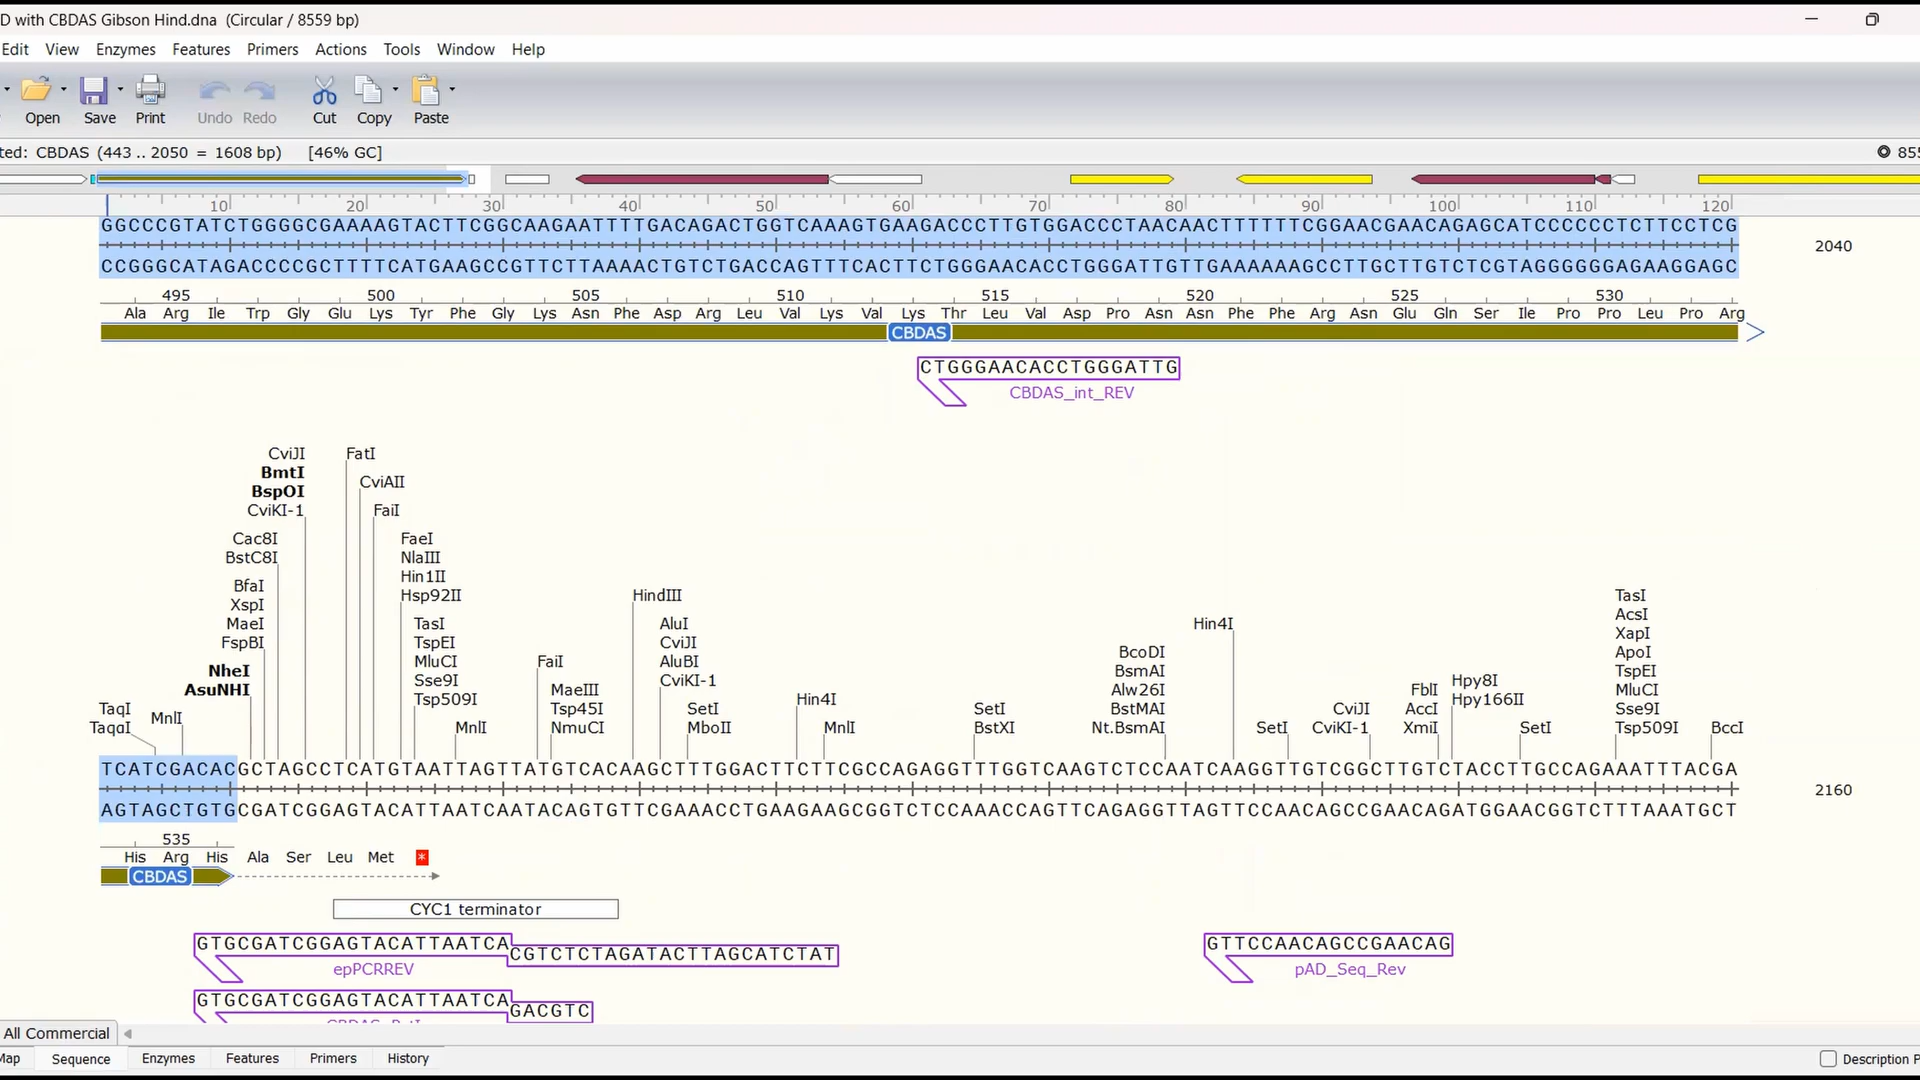 D with CBDAS Gibson Hind.dna (Circular / 8559 bp)
Edit View Enzymes Features Primers Actions Tools Window Help
Open Save Print Undo Redo Cut Copy Paste
ted: CBDAS (443 .. 2050 = 1608 bp) [46% GC]
855
10 20 30 40 50 60 70 80 90 100 110 120
GGCCCGTATCTGGGGCGAAAAGTACTTCGGCAAGAATTTTGACAGACTGGTCAAAGTGAAGACCCTTGTGGACCCTAACAACTTTTTTCGGAACGAACAGAGCATCCCCCCTCTTCCTCG
2040
CCGGGCATAGACCCCGCTTTTCATGAAGCCGTTCTTAAAACTGTCTGACCAGTTTCACTTCTGGGAACACCTGGGATTGTTGAAAAAAGCCTTGCTTGTCTCGTAGGGGGGAGAAGGAGC
495 500 505 510 515 520 525 530
Ala Arg Ile Trp Gly Glu Lys Tyr Phe Gly Lys Asn Phe Asp Arg Leu Val Lys Val Lys Thr Leu Val Asp Pro Asn Asn Phe Phe Arg Asn Glu Gln Ser Ile Pro Pro Leu Pro Arg
CBDAS
CTGGGAACACCTGGGATTG
CBDAS_int_REV
CviJI FatI
BmtI
CviAII
BspOI
CviKI-1 FaiI
Cac8I FaeI
BstC8I NlaIII
Hin1II
BfaI
HindIII TasI
XspI Hsp92II
AcsI
MaeI TasI AluI Hin4I
XapI
FspBI TspEI CviJI
BcoDI ApoI
NheI MluCI FaiI AluBI BsmAI TspEI
AsuNHI Sse9I MaeIII CviKI-1 Alw26I FblI Hpy8I MluCI
TaqI Tsp509I Tsp45I SetI Hin4I SetI BstMAI CviJI AccI Hpy166II Sse9I
TaqαI MnlI MnlI NmuCI MboII MnlI BstXI Nt.BsmAI SetI CviKI-1 XmiI SetI Tsp509I BccI
TCATCGACACGCTAGCCTCATGTAATTAGTTATGTCACAAGCTTTGGACTTCTTCGCCAGAGGTTTGGTCAAGTCTCCAATCAAGGTTGTCGGCTTGTCTACCTTGCCAGAAATTTACGA
2160
AGTAGCTGTGCGATCGGAGTACATTAATCAATACAGTGTTCGAAACCTGAAGAAGCGGTCTCCAAACCAGTTCAGAGGTTAGTTCCAACAGCCGAACAGATGGAACGGTCTTTAAATGCT
535
His Arg His Ala Ser Leu Met *
CBDAS
CYC1 terminator
GTGCGATCGGAGTACATTAATCA CGTCTCTAGATACTTAGCATCTAT GTTCCAACAGCCGAACAG
epPCRREV pAD_Seq_Rev
GTGCGATCGGAGTACATTAATCA GACGTC
All Commercial
Map Sequence Enzymes Features Primers History Description P